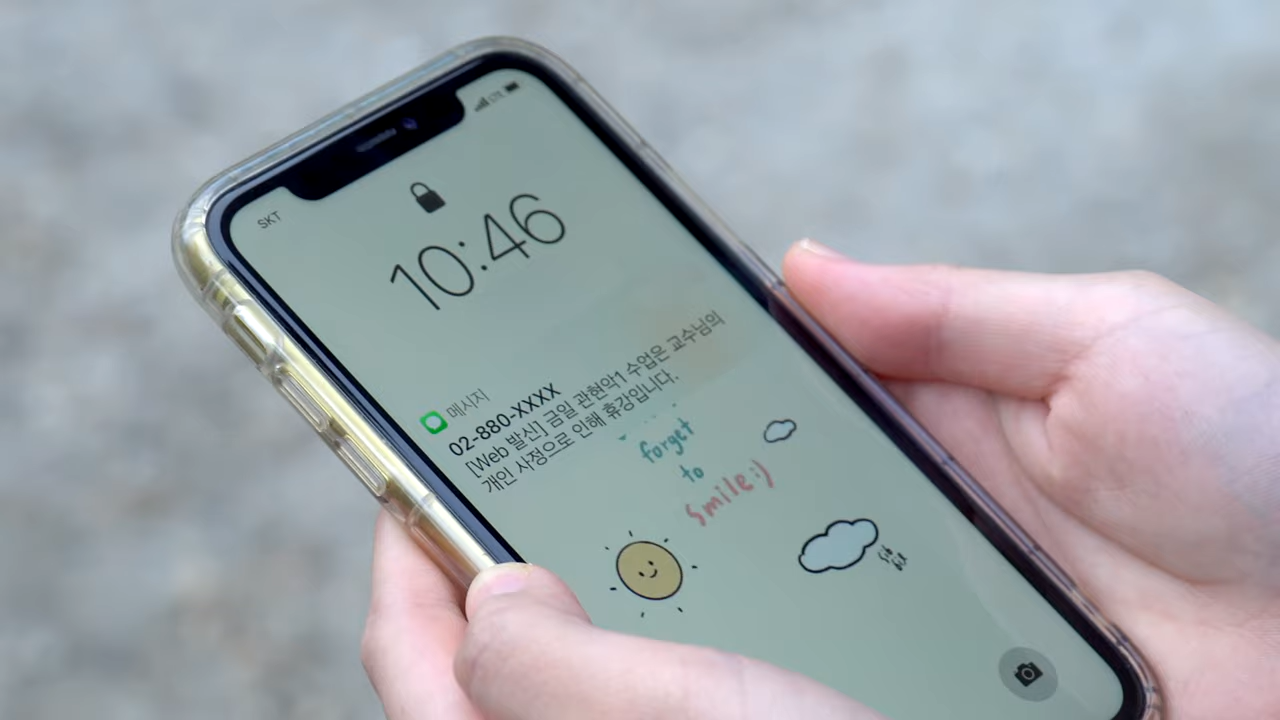 SKT
LTE
10:46
메시지
02-880-XXXX
[Web 발신] 금일 관현악1 수업은 교수님의
개인 사정으로 인해 휴강입니다.
forget
to
smile:)